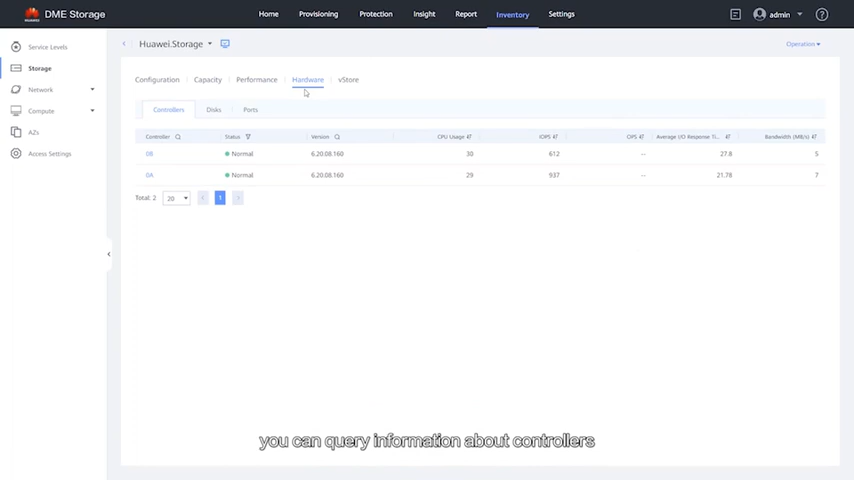 HUAWEI DME Storage
Home Provisioning Protection Insight Report Inventory Settings admin ?
Service Levels
Storage
Network
Compute
AZs
Access Settings
Huawei.Storage
Operation
Configuration Capacity Performance Hardware vStore
Controllers Disks Ports
Controller Status Version CPU Usage IOPS OPS Average I/O Response Ti... Bandwidth (MB/s)
0B Normal 6.20.08.160 30 612 -- 27.8 5
0A Normal 6.20.08.160 29 937 -- 21.78 7
Total: 2 20 < 1 >
you can query information about controllers